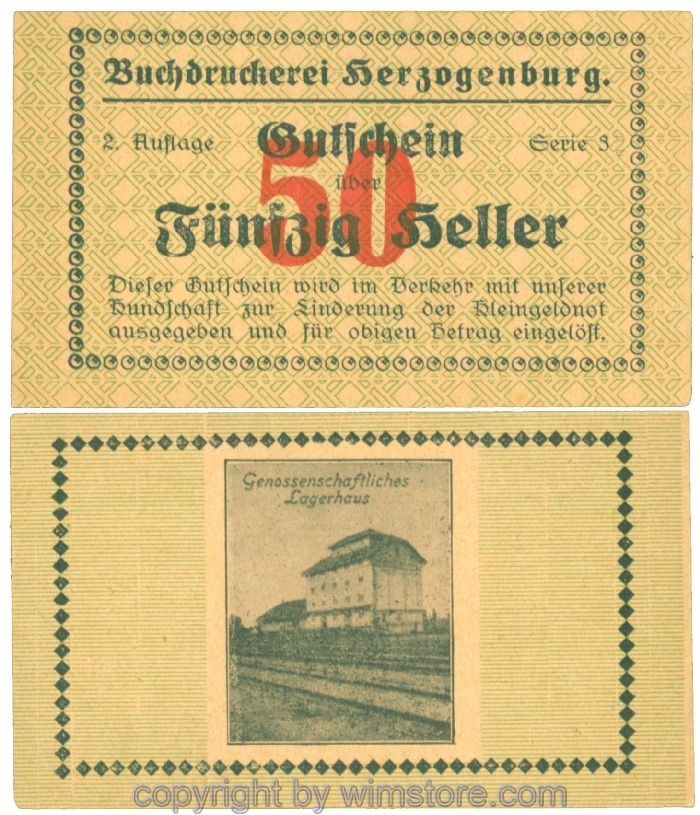 Buchdruckerei Herzogenburg.
2. Auflage Gutschein Serie 3
50
über
Fünfzig Heller
Dieser Gutschein wird im Verkehr mit unserer
Kundschaft zur Linderung der Kleingeldnot
ausgegeben und für obigen Betrag eingelöst.
Genossenschaftliches
Lagerhaus
copyright by wimstore.com